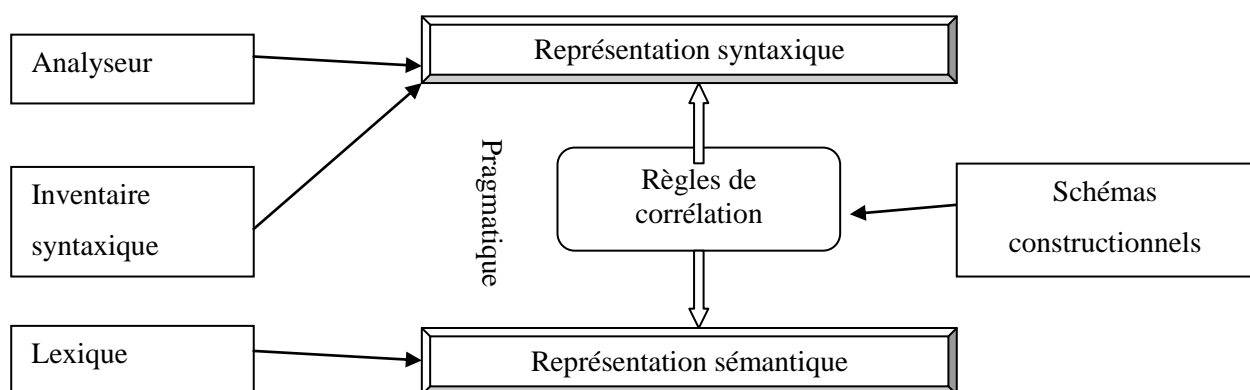 Représentation syntaxique
Analyseur
Pragmatique
Règles de
corrélation
Inventaire
syntaxique
Schémas
constructionnels
Lexique
Représentation sémantique